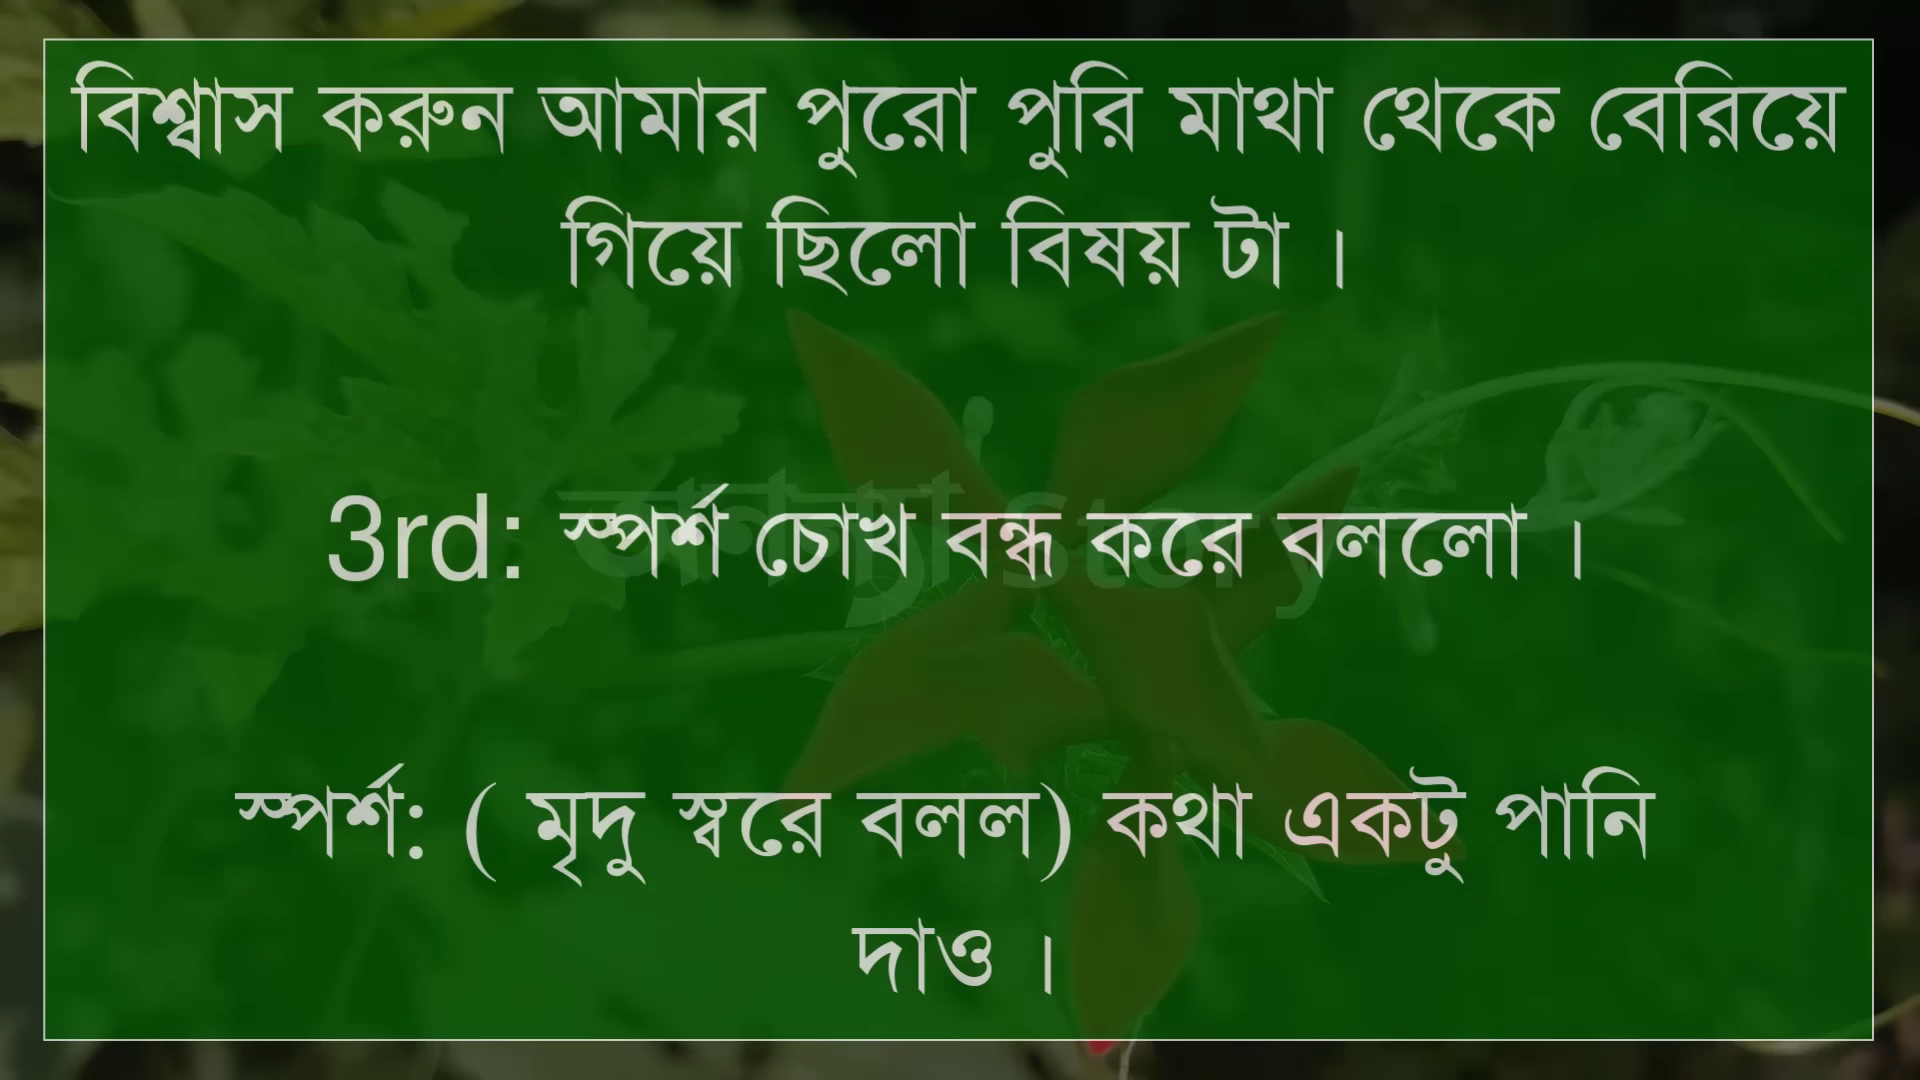 বিশ্বাস করুন আমার পুরো পুরি মাথা থেকে বেরিয়ে
গিয়ে ছিলো বিষয় টা ।
3rd: স্পর্শ চোখ বন্ধ করে বললো ।
স্পর্শ: ( মৃদু স্বরে বলল) কথা একটু পানি
দাও ।